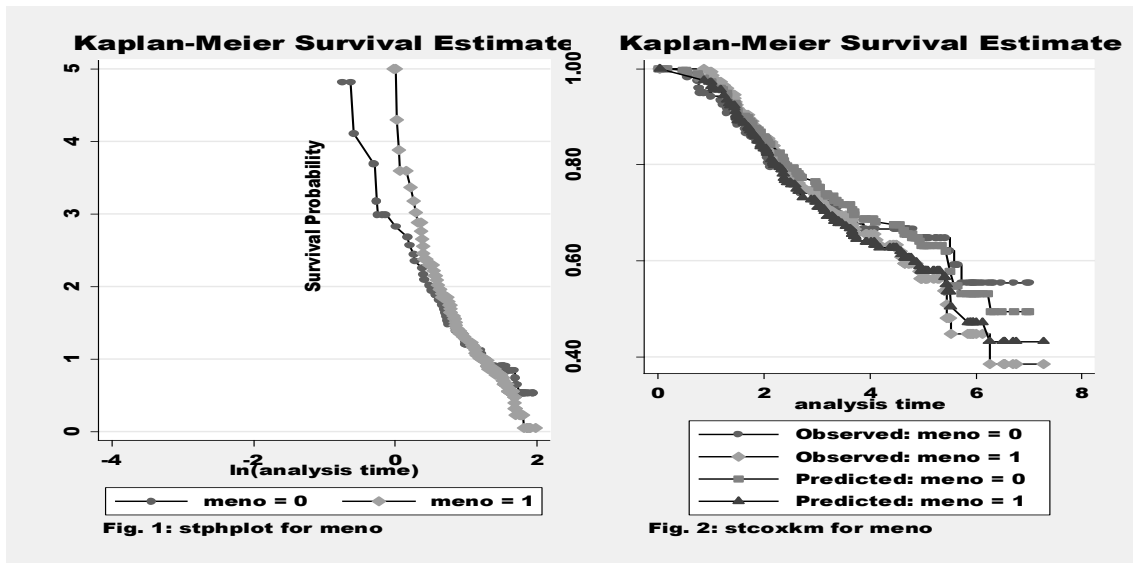 Kaplan-Meier Survival Estimate
5
4
3
2
1
0
Survival Probability
-4
-2
0
2
ln(analysis time)
meno = 0
meno = 1
Fig. 1: stphplot for meno
Kaplan-Meier Survival Estimate
1.00
0.80
0.60
0.40
0
2
4
6
8
analysis time
Observed: meno = 0
Observed: meno = 1
Predicted: meno = 0
Predicted: meno = 1
Fig. 2: stcoxkm for meno